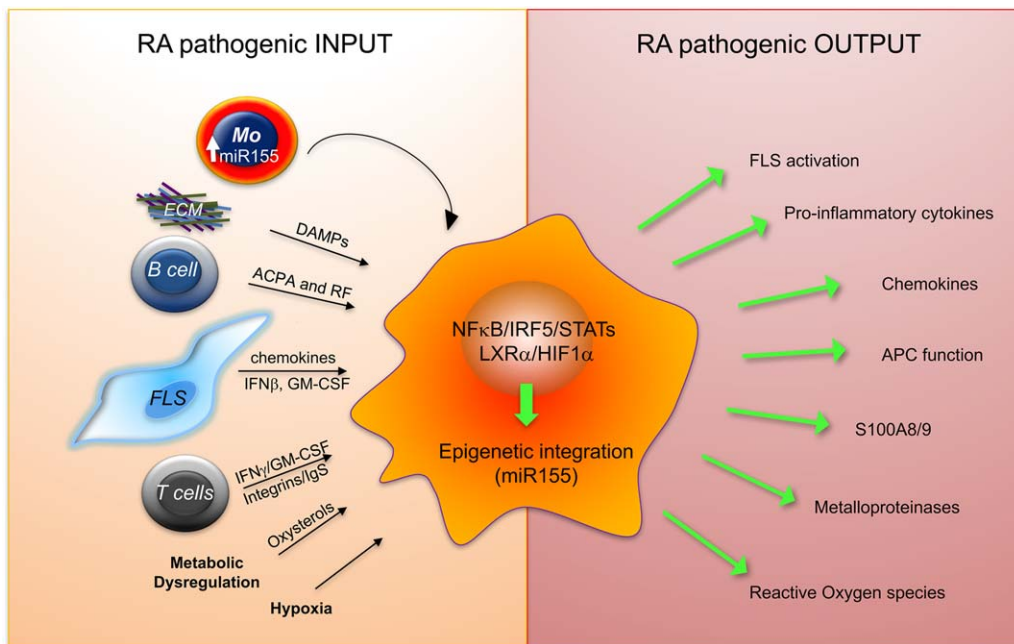 RA pathogenic INPUT
RA pathogenic OUTPUT
Mo
miR155
ECM
DAMPs
B cell
ACPA and RF
chemokines
IFNβ, GM-CSF
FLS
IFNγ/GM-CSF
Integrins/IgS
T cells
Oxysterols
Metabolic
Dysregulation
Hypoxia
NFκB/IRF5/STATs
LXRα/HIF1α
Epigenetic integration
(miR155)
FLS activation
Pro-inflammatory cytokines
Chemokines
APC function
S100A8/9
Metalloproteinases
Reactive Oxygen species